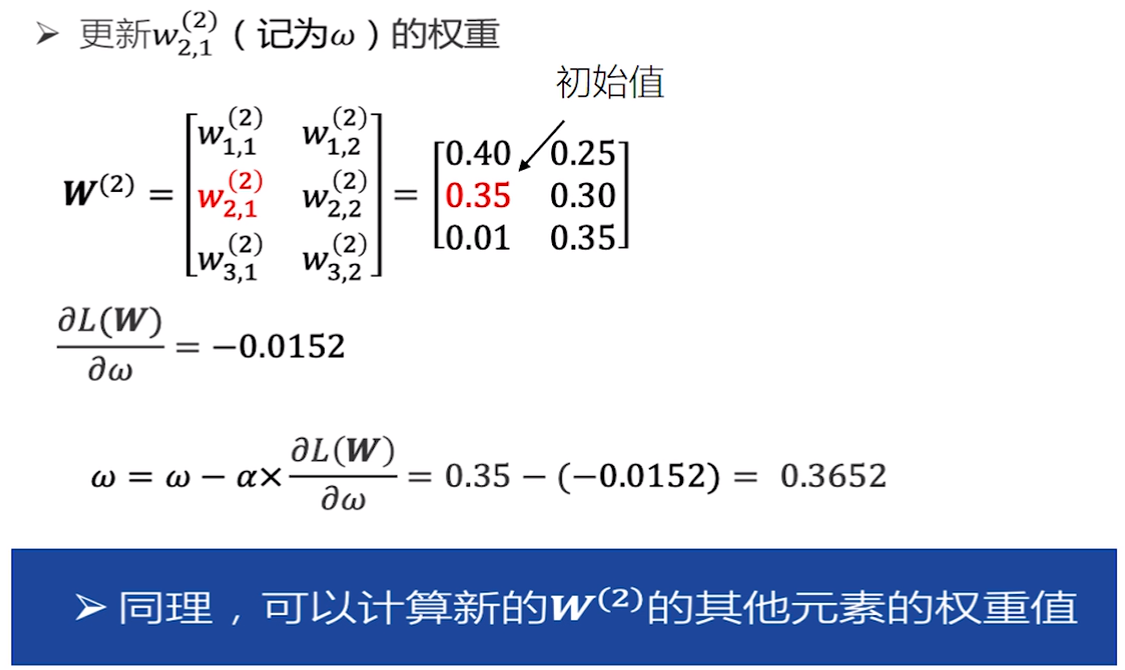 ➢ 更新$w_{2,1}^{(2)}$（记为$\omega$）的权重
初始值
$\boldsymbol{W}^{(2)} = \begin{bmatrix} w_{1,1}^{(2)} & w_{1,2}^{(2)} \\ w_{2,1}^{(2)} & w_{2,2}^{(2)} \\ w_{3,1}^{(2)} & w_{3,2}^{(2)} \end{bmatrix} = \begin{bmatrix} 0.40 & 0.25 \\ 0.35 & 0.30 \\ 0.01 & 0.35 \end{bmatrix}$
$\frac{\partial L(\boldsymbol{W})}{\partial \omega} = -0.0152$
$\omega = \omega - \alpha \times \frac{\partial L(\boldsymbol{W})}{\partial \omega} = 0.35 - (-0.0152) = 0.3652$
➢ 同理，可以计算新的$\boldsymbol{W}^{(2)}$的其他元素的权重值